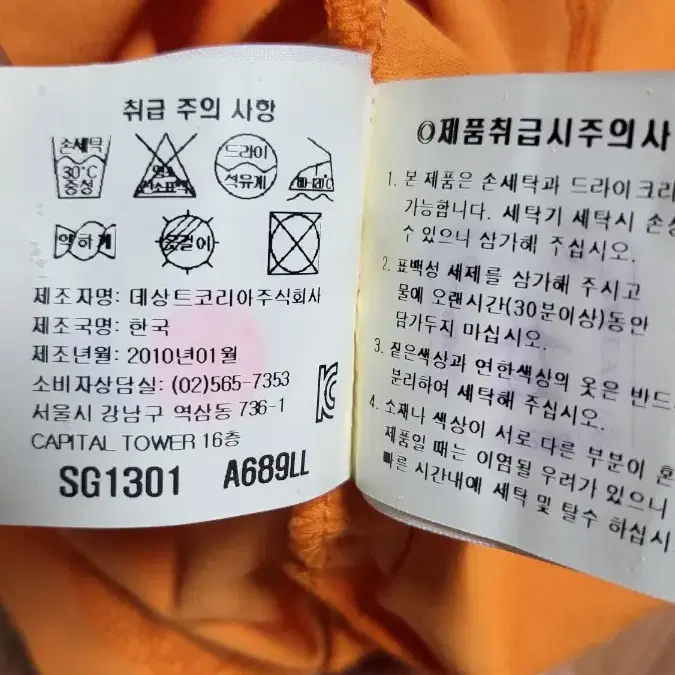 취급 주의 사항
손세탁
30℃
중성
염소
산소표백
드라이
석유계
80-120℃
약하게
옷걸이
제조자명: 데상트코리아주식회사
제조국명: 한국
제조년월: 2010년01월
소비자상담실: (02)565-7353
서울시 강남구 역삼동 736-1
CAPITAL TOWER 16층
SG1301 A689LL
◎제품취급시주의사
1. 본 제품은 손세탁과 드라이크리
가능합니다. 세탁기 세탁시 손상
수 있으니 삼가해 주십시오.
2. 표백성 세제를 삼가해 주시고
물에 오랜시간(30분이상)동안
담가두지 마십시오.
3. 짙은색상과 연한색상의 옷은 반드
분리하여 세탁해 주십시오.
4. 소재나 색상이 서로 다른 부분이 혼
제품일 때는 이염될 우려가 있으니
빠른 시간내에 세탁 및 탈수 하십시